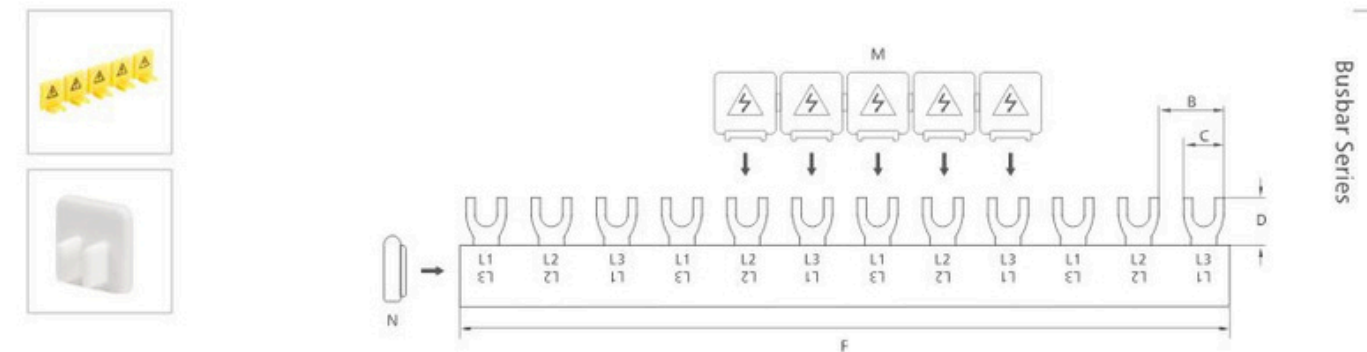 M
B
C
D
L1 L2 L3 L1 L2 L3 L1 L2 L3 L1 L2 L3
L3 L2 L1 L3 L2 L1 L3 L2 L1 L3 L2 L1
N
F
Busbar Series